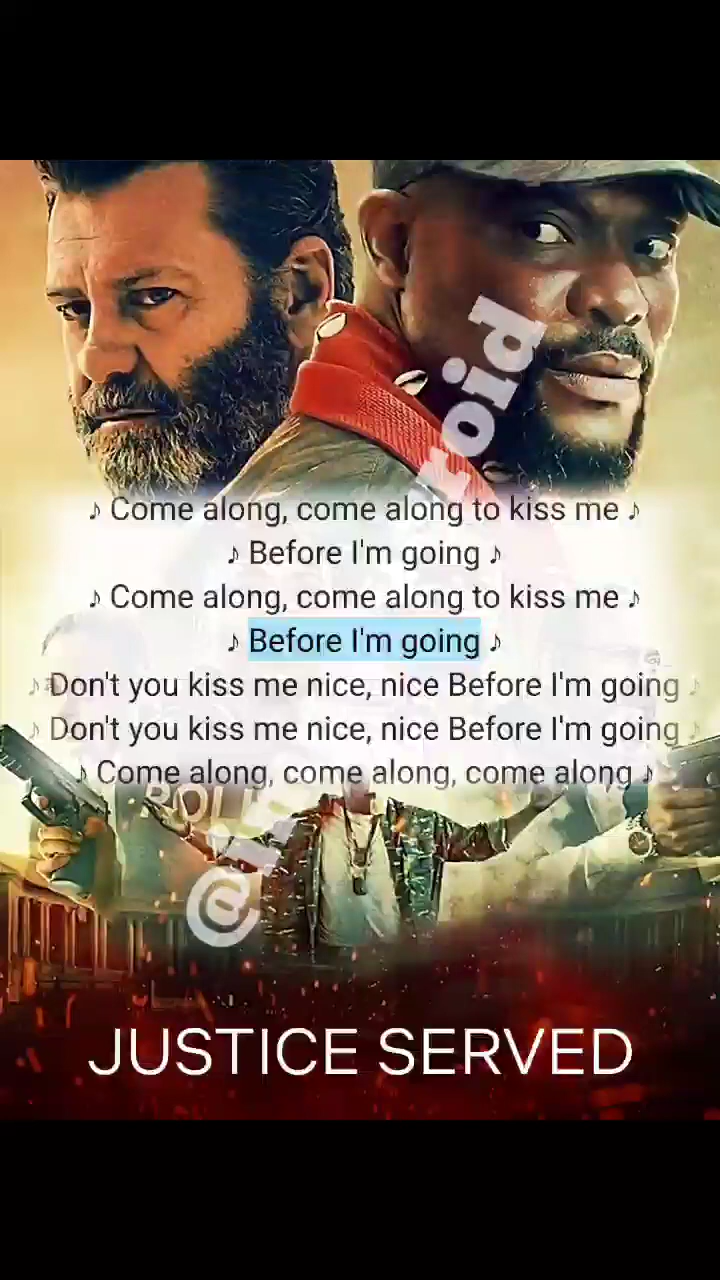 ♪ Come along, come along to kiss me ♪
♪ Before I'm going ♪
♪ Come along, come along to kiss me ♪
♪ Before I'm going ♪
♪ Don't you kiss me nice, nice Before I'm going ♪
♪ Don't you kiss me nice, nice Before I'm going ♪
♪ Come along, come along, come along ♪
JUSTICE SERVED